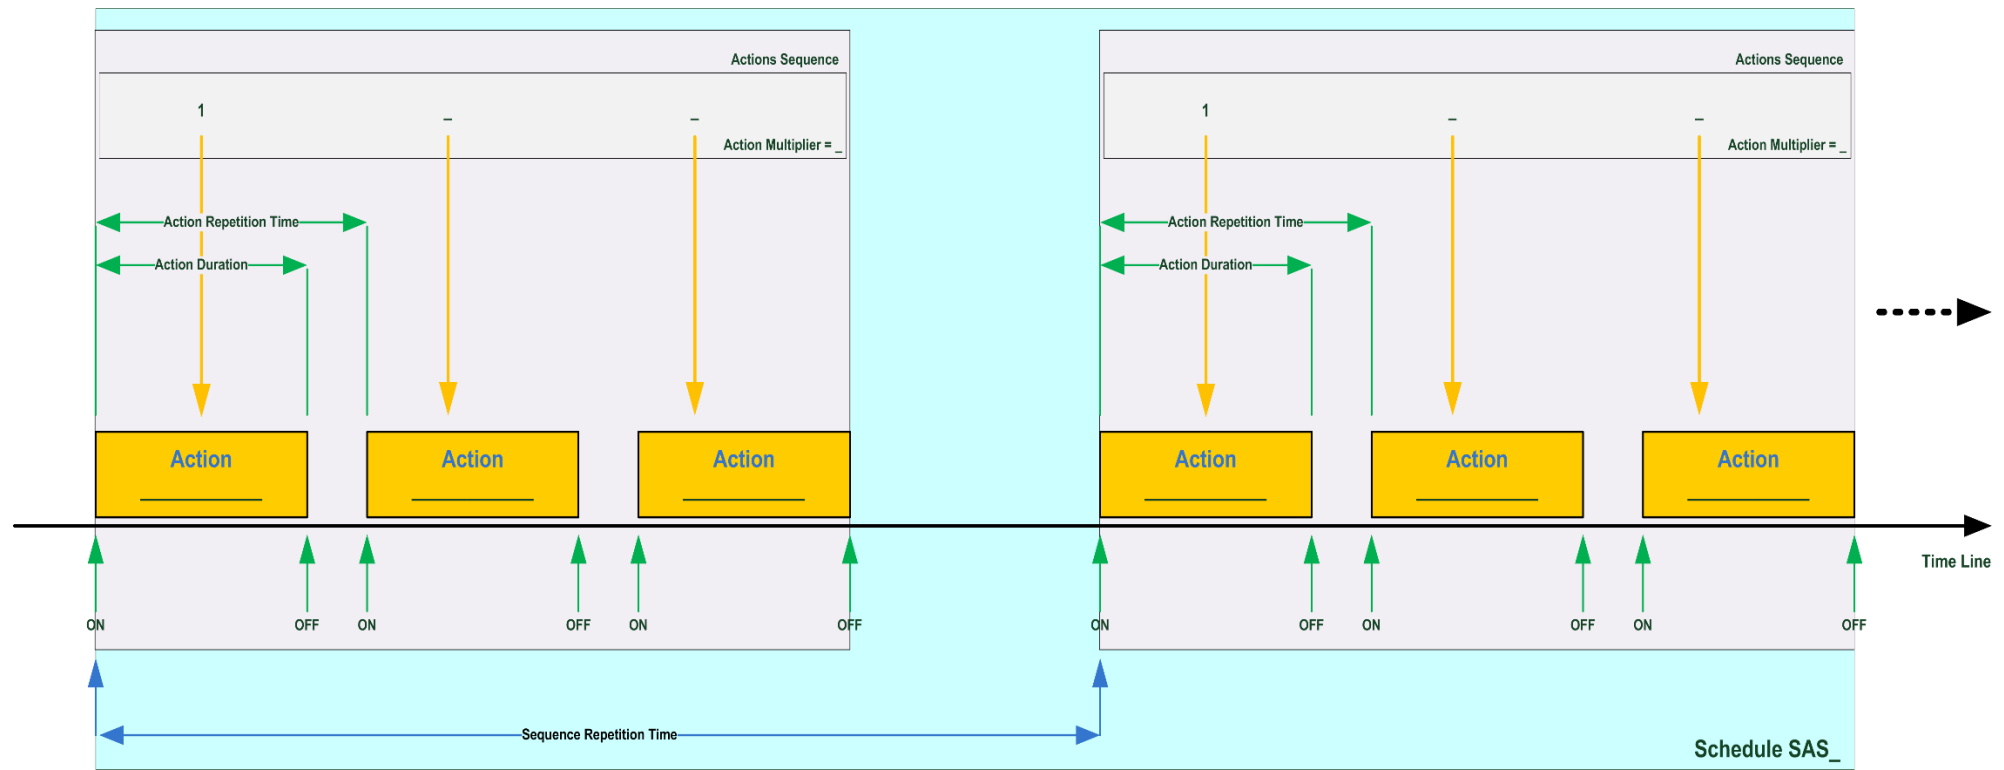 Actions Sequence
1 _ _
Action Multiplier = _
Action Repetition Time
Action Duration
Action
Action
Action
ON
OFF
ON
OFF
ON
OFF
Actions Sequence
1 _ _
Action Multiplier = _
Action Repetition Time
Action Duration
Action
Action
Action
Time Line
ON
OFF
ON
OFF
ON
OFF
Sequence Repetition Time
Schedule SAS_